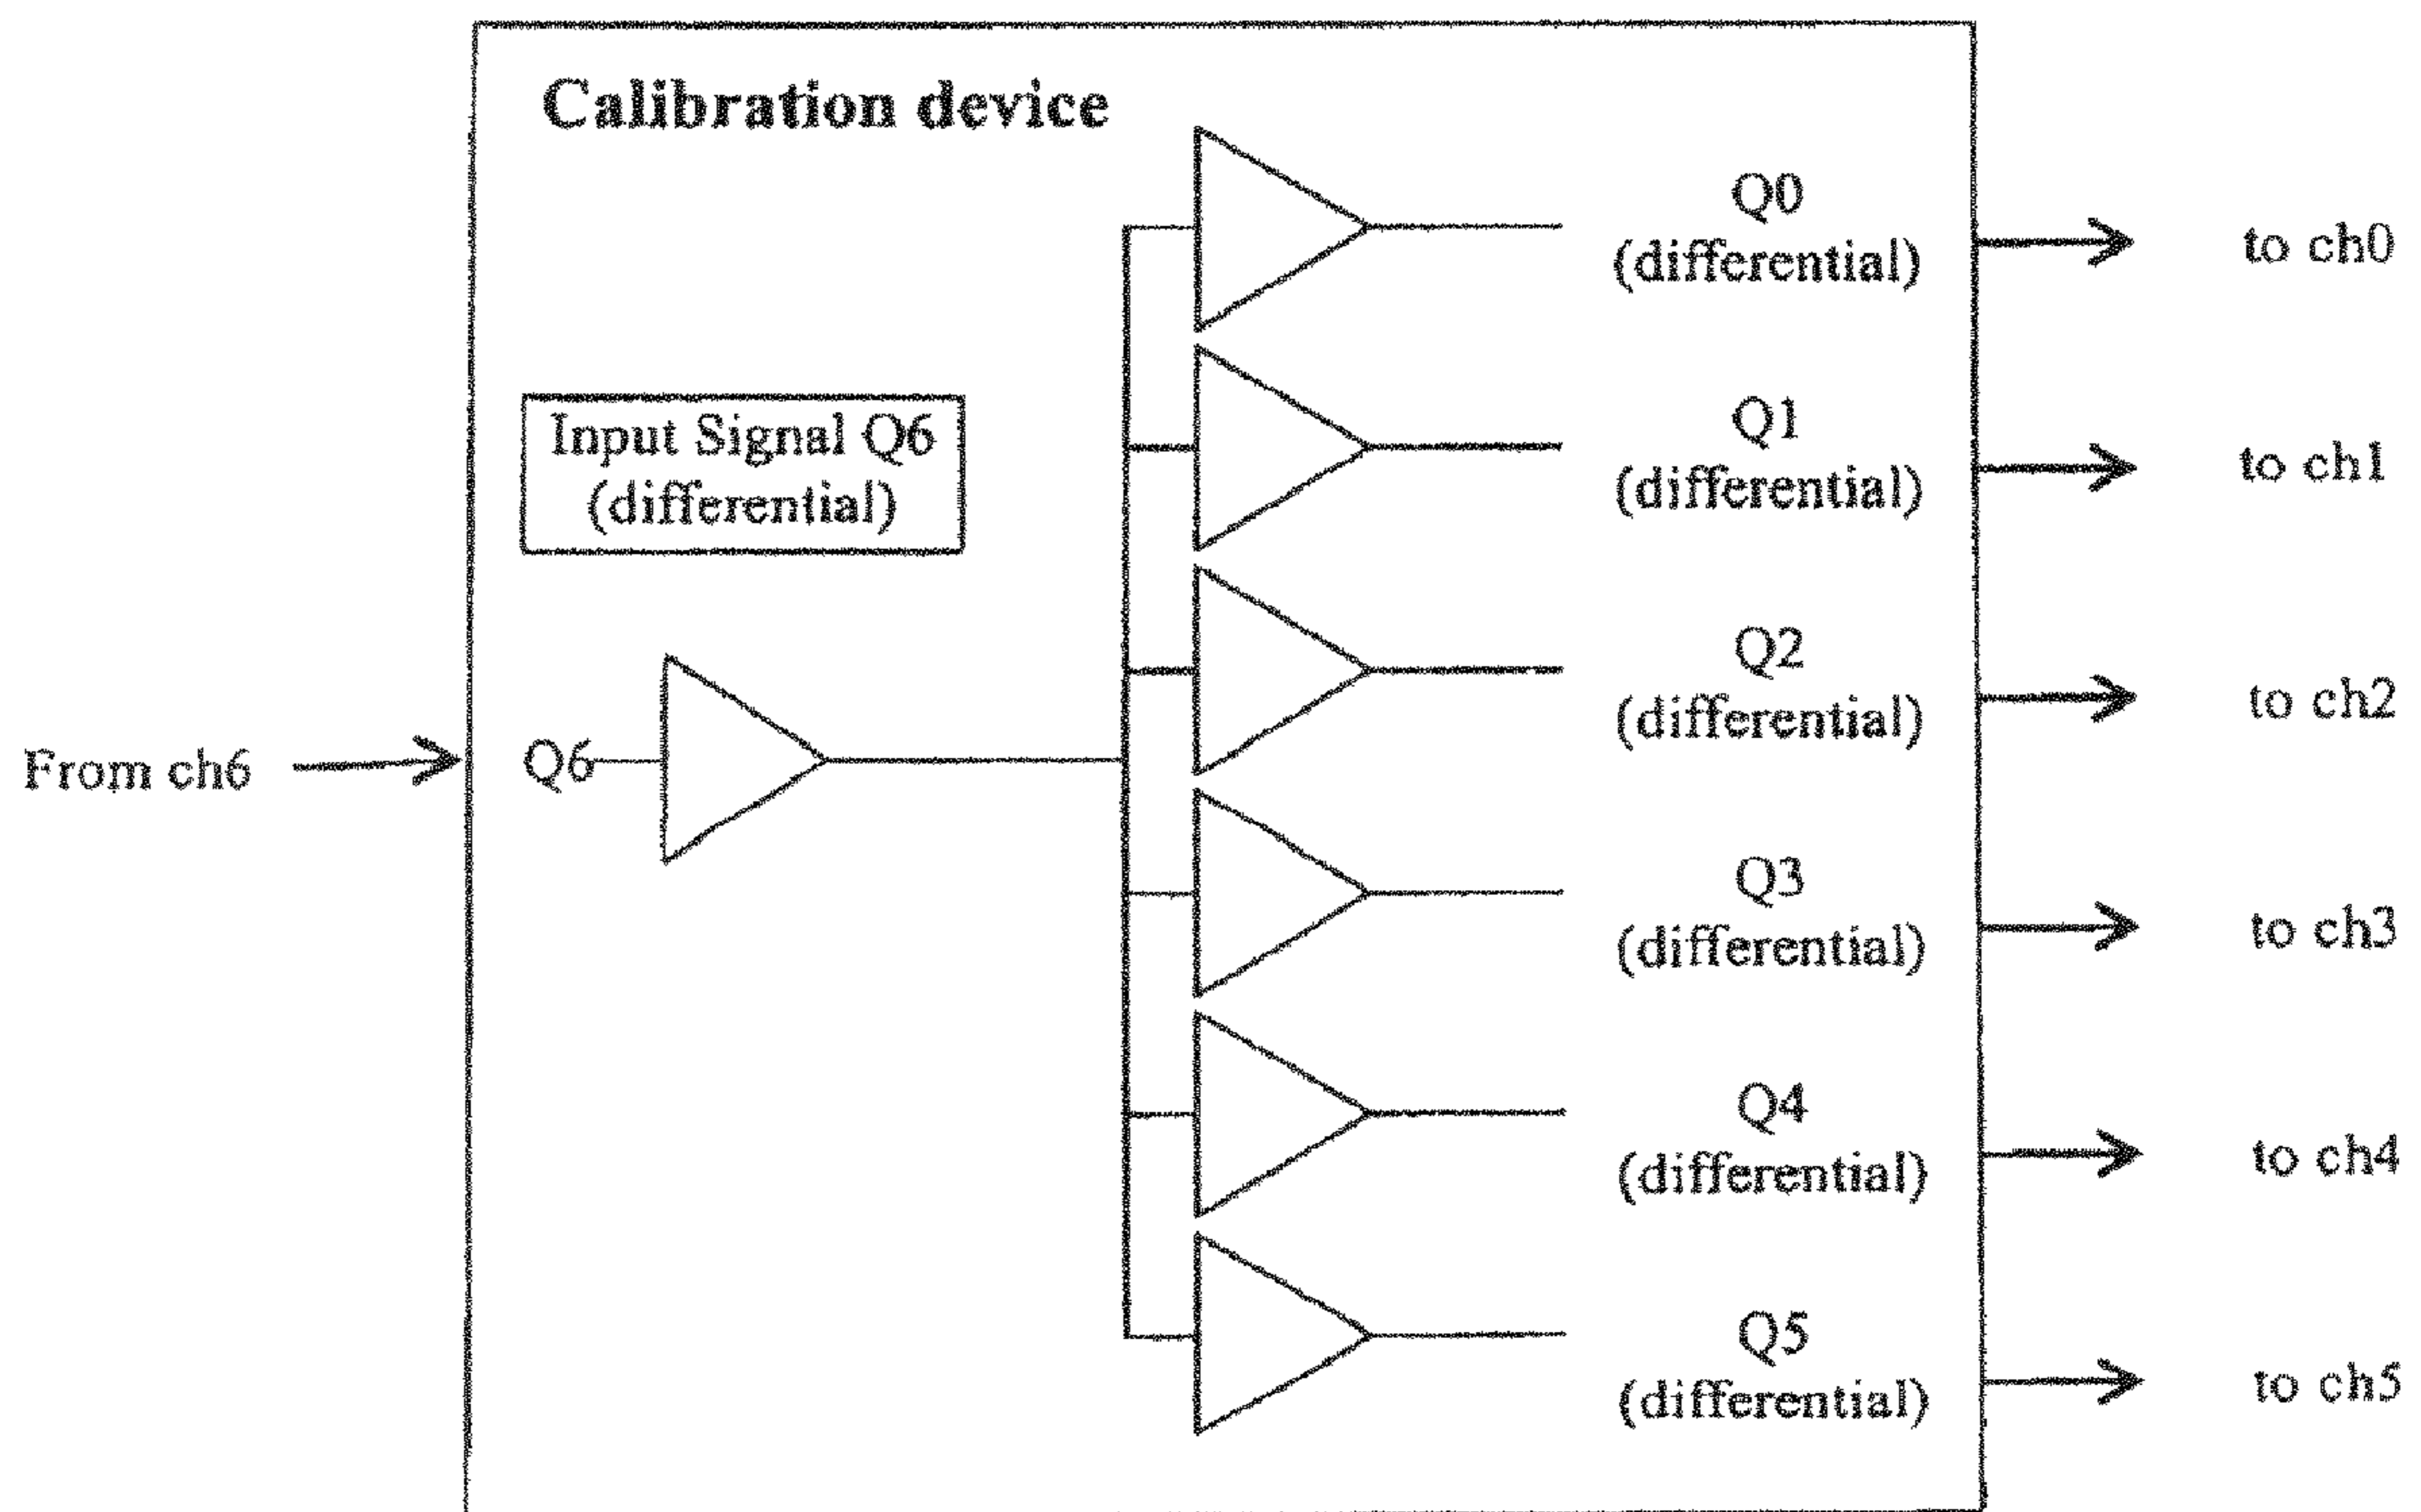 Calibration device
Q0
(differential)
to ch0
Input Signal Q6
(differential)
Q1
(differential)
to ch1
Q2
(differential)
to ch2
From ch6
Q6
Q3
(differential)
to ch3
Q4
(differential)
to ch4
Q5
(differential)
to ch5